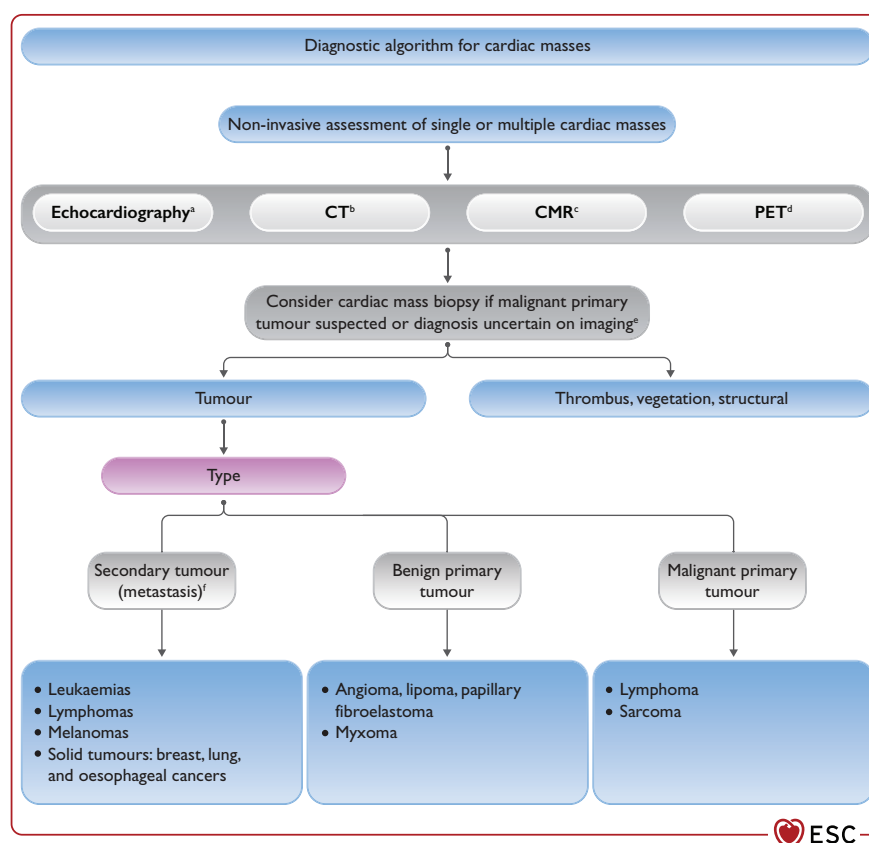 Diagnostic algorithm for cardiac masses
Non-invasive assessment of single or multiple cardiac masses
Echocardiographyᵃ
CTᵇ
CMRᶜ
PETᵈ
Consider cardiac mass biopsy if malignant primary
tumour suspected or diagnosis uncertain on imagingᵉ
Tumour
Thrombus, vegetation, structural
Type
Secondary tumour
(metastasis)ᶠ
Benign primary
tumour
Malignant primary
tumour
• Leukaemias
• Lymphomas
• Melanomas
• Solid tumours: breast, lung,
and oesophageal cancers
• Angioma, lipoma, papillary
fibroelastoma
• Myxoma
• Lymphoma
• Sarcoma
ESC